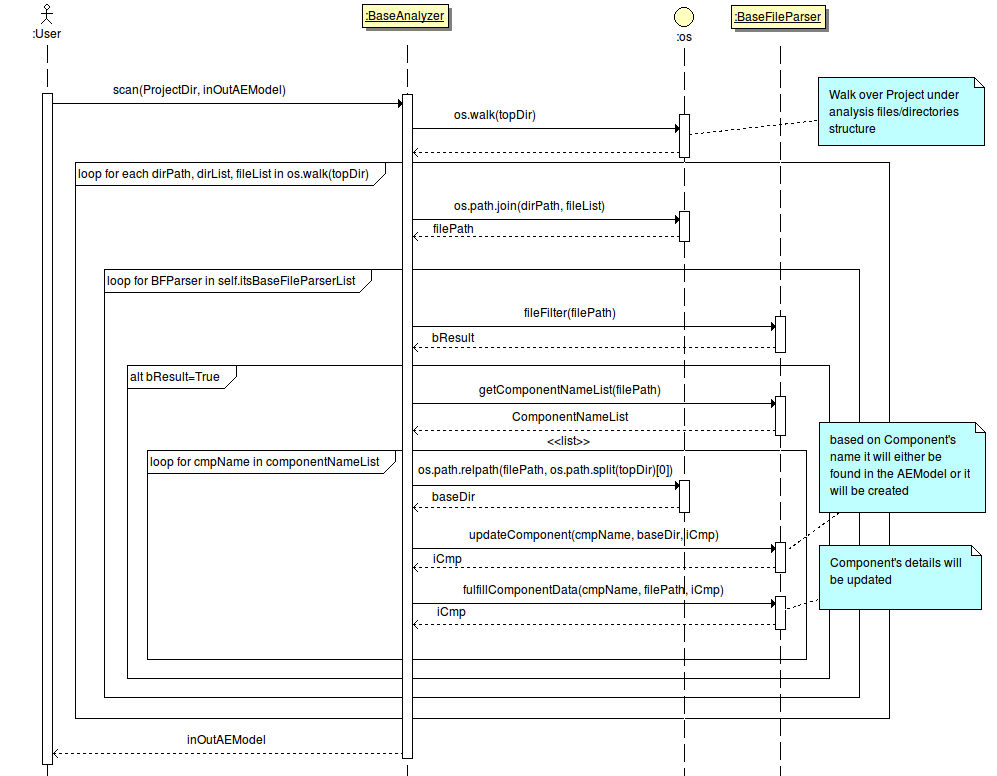 :User
:BaseAnalyzer
:os
:BaseFileParser
scan(ProjectDir, inOutAEModel)
os.walk(topDir)
Walk over Project under
analysis files/directories
structure
loop for each dirPath, dirList, fileList in os.walk(topDir)
os.path.join(dirPath, fileList)
filePath
loop for BFParser in self.itsBaseFileParserList
fileFilter(filePath)
bResult
alt bResult=True
getComponentNameList(filePath)
ComponentNameList
<<list>>
loop for cmpName in componentNameList
os.path.relpath(filePath, os.path.split(topDir)[0])
baseDir
based on Component's
name it will either be
found in the AEModel or it
will be created
updateComponent(cmpName, baseDir, iCmp)
iCmp
Component's details will
be updated
fulfillComponentData(cmpName, filePath, iCmp)
iCmp
inOutAEModel